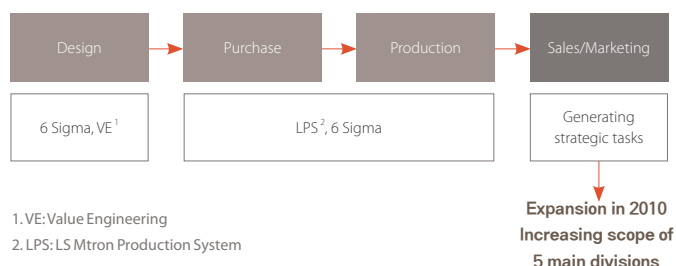 Design
Purchase
Production
Sales/Marketing
6 Sigma, VE 1
LPS 2, 6 Sigma
Generating
strategic tasks
1. VE: Value Engineering
2. LPS: LS Mtron Production System
Expansion in 2010
Increasing scope of
5 main divisions